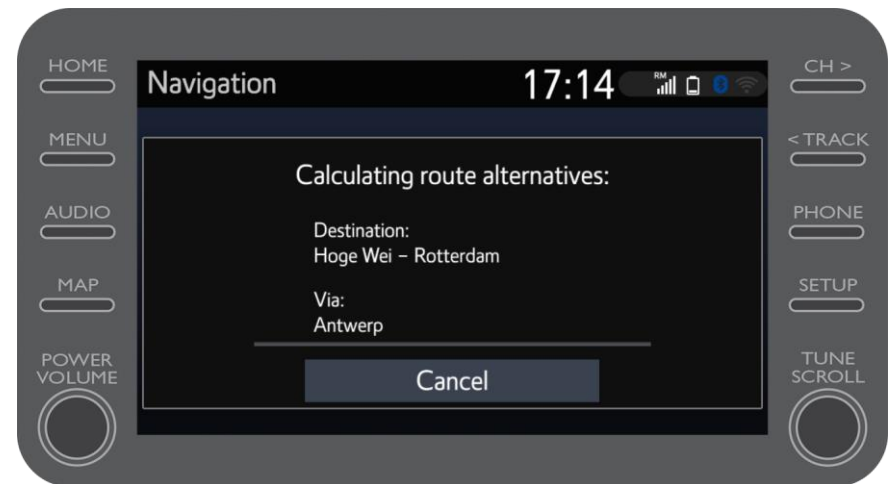 HOME
MENU
AUDIO
MAP
POWER
VOLUME
Navigation 17:14 RM
Calculating route alternatives:
Destination:
Hoge Wei – Rotterdam
Via:
Antwerp
Cancel
CH >
< TRACK
PHONE
SETUP
TUNE
SCROLL